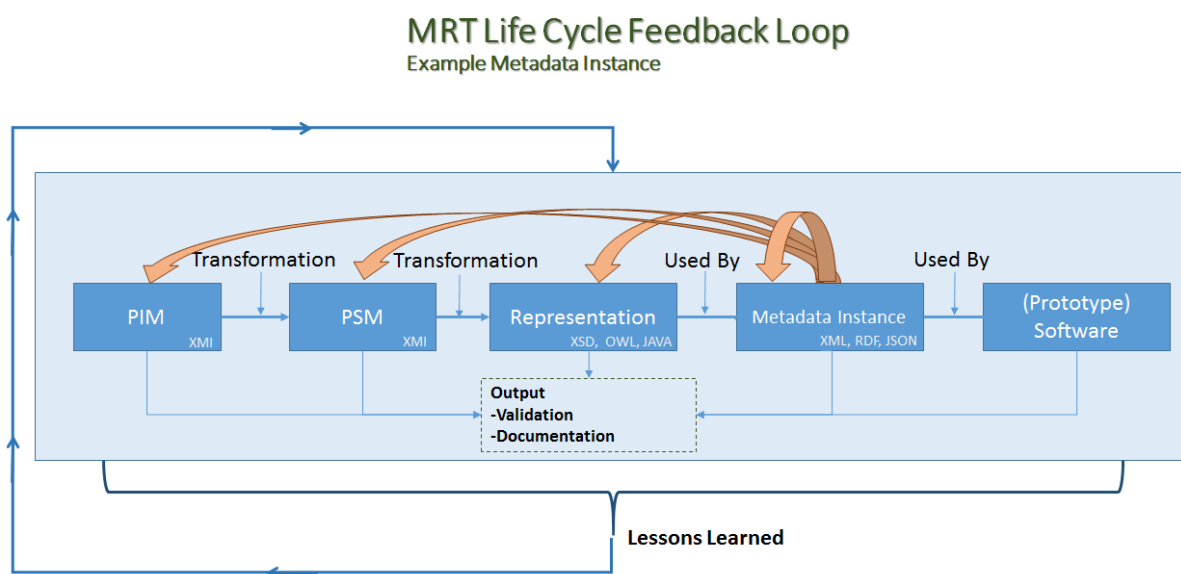 MRT Life Cycle Feedback Loop
Example Metadata Instance
Transformation
Transformation
Used By
Used By
PIM
XMI
PSM
XMI
Representation
XSD, OWL, JAVA
Metadata Instance
XML, RDF, JSON
(Prototype)
Software
Output
-Validation
-Documentation
Lessons Learned